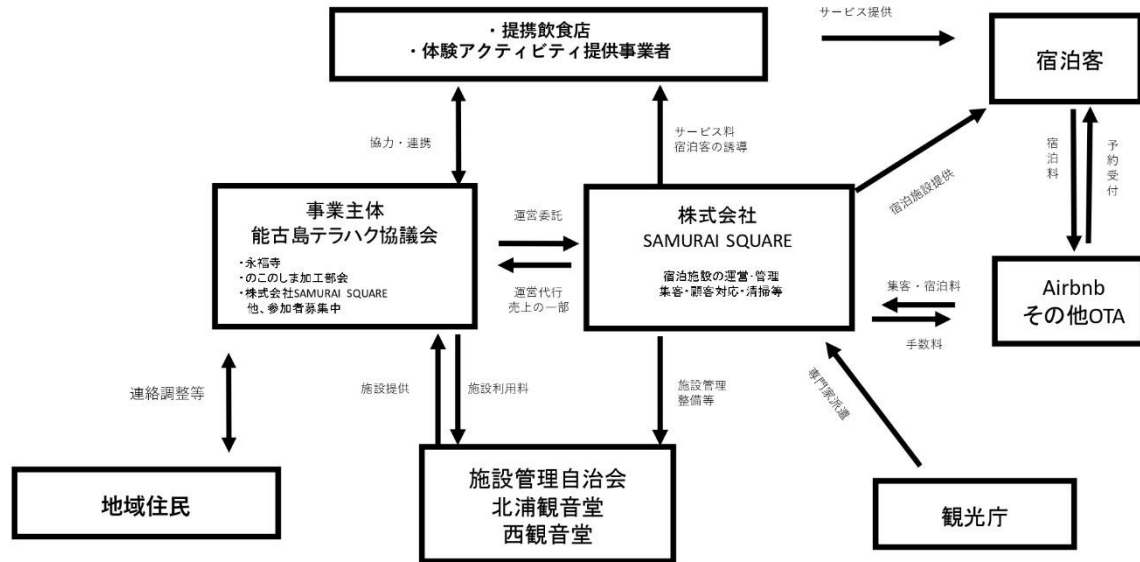 ・提携飲食店
・体験アクティビティ提供事業者
サービス提供
宿泊客
協力・連携
サービス料
宿泊客の誘導
宿泊施設提供
宿泊料
予約受付
事業主体
能古島テラハク協議会
・永福寺
・のこのしま加工部会
・株式会社SAMURAI SQUARE
他、参加者募集中
運営委託
運営代行
売上の一部
株式会社
SAMURAI SQUARE
宿泊施設の運営・管理
集客・顧客対応・清掃等
集客・宿泊料
手数料
Airbnb
その他OTA
連絡調整等
施設提供
施設利用料
施設管理
整備等
専門家派遣
地域住民
施設管理自治会
北浦観音堂
西観音堂
観光庁